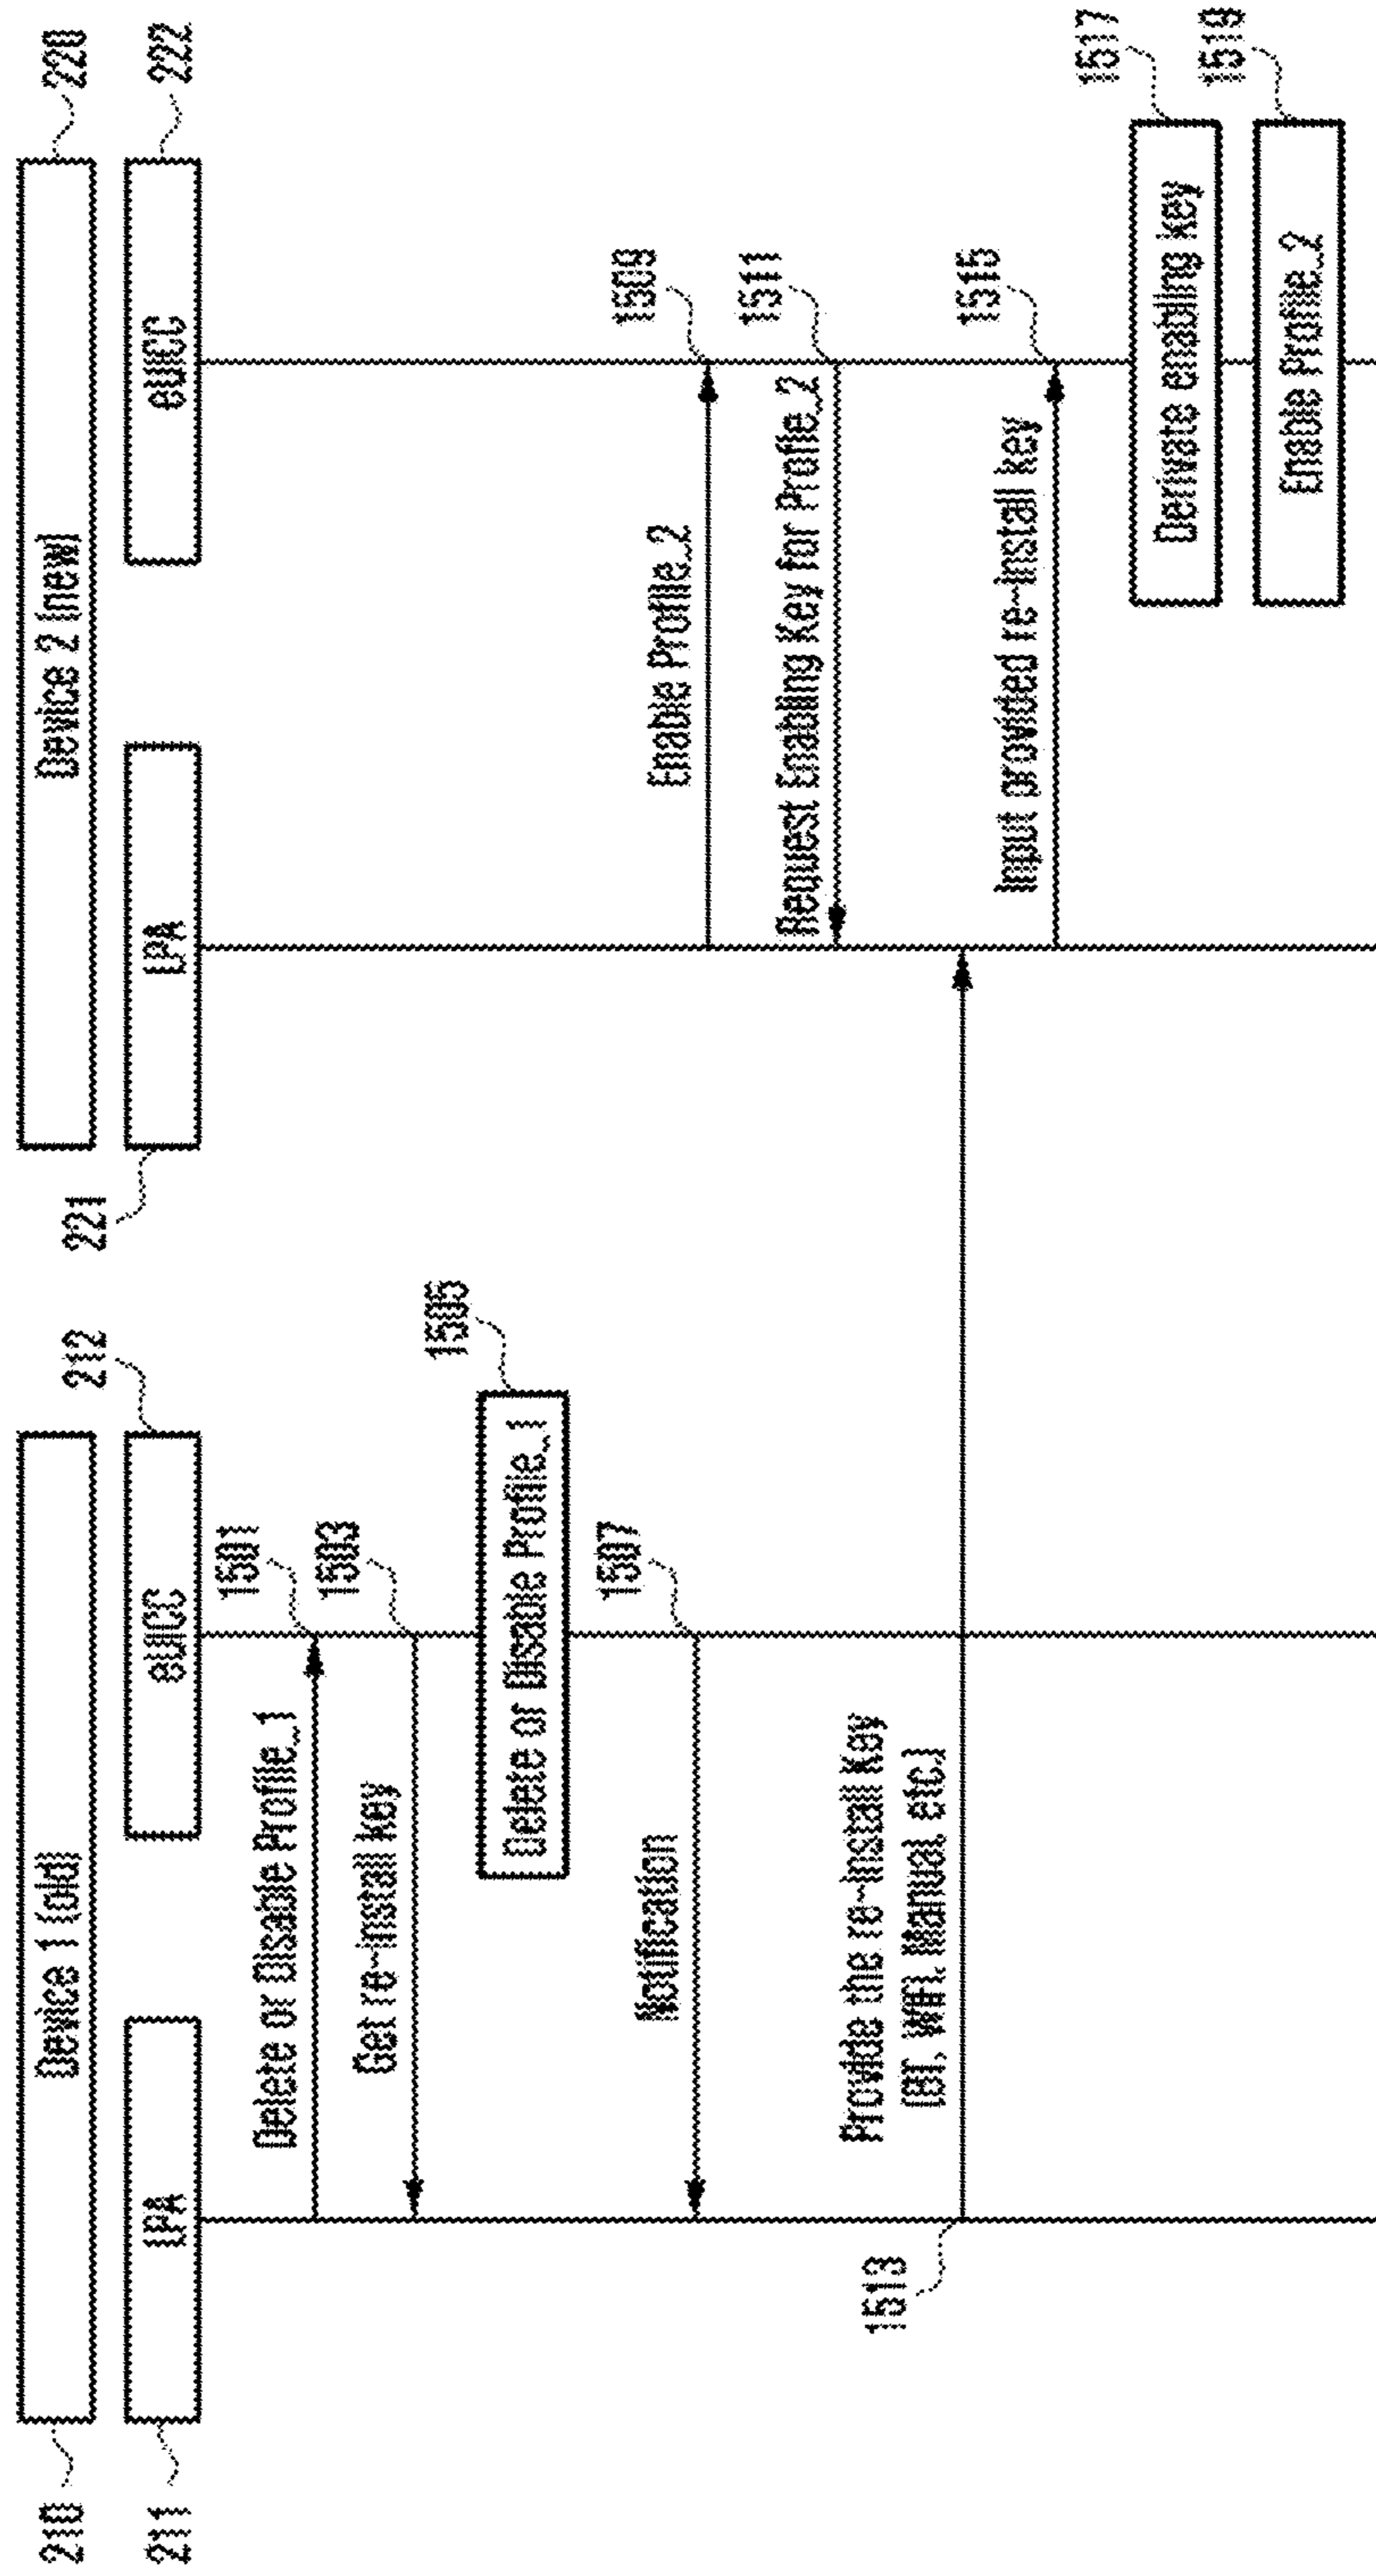 210
Device 1 (old)
Device 2 (new)
220
211
LPA
eUICC
212
221
LPA
eUICC
222
Delete or Disable Profile_1
1501
Get re-install key
1503
Delete or Disable Profile_1
1505
Notification
1507
Enable Profile_2
1509
Request Enabling Key for Profile_2
1511
Provide the re-install Key
(BT, WiFi, Manual, etc.)
1513
Input provided re-install key
1515
Derivate enabling key
1517
Enable Profile_2
1519